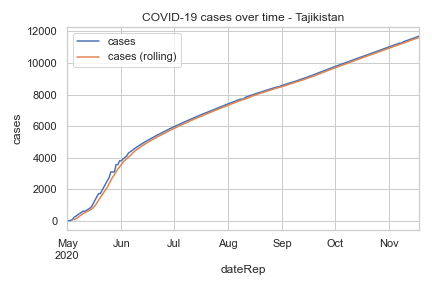 COVID-19 cases over time - Tajikistan
cases
cases (rolling)
12000
10000
8000
6000
4000
2000
0
cases
May Jun Jul Aug Sep Oct Nov
2020
dateRep